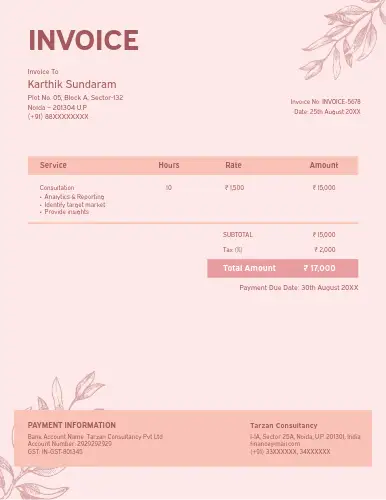 INVOICE
Invoice To
Karthik Sundaram
Plot No. 05, Block A, Sector-132
Noida – 201304 U.P
(+91) 88XXXXXXXX
Invoice No: INVOICE-5678
Date: 25th August 20XX
Service Hours Rate Amount
Consultation 10 ₹ 1,500 ₹ 15,000
• Analytics & Reporting
• Identify target market
• Provide insights
SUBTOTAL ₹ 15,000
Tax (%) ₹ 2,000
Total Amount ₹ 17,000
Payment Due Date: 30th August 20XX
PAYMENT INFORMATION
Bank Account Name: Tarzan Consultancy Pvt Ltd
Account Number: 2920292929
GST: IN-GST-801345
Tarzan Consultancy
I-1A, Sector 25A, Noida, U.P 201301, India
finance@mail.com
(+91) 33XXXXXX, 34XXXXXX